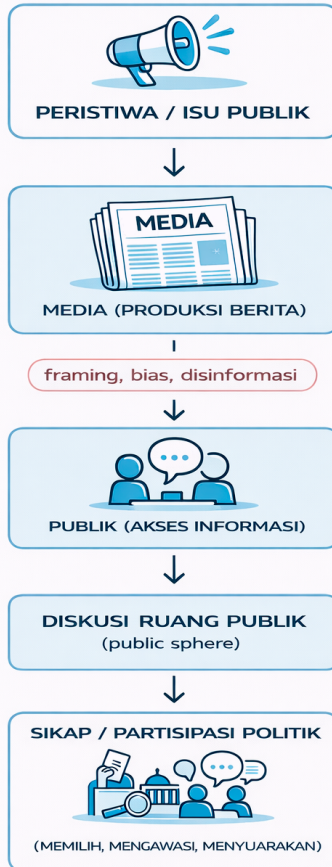 PERISTIWA / ISU PUBLIK
MEDIA
MEDIA (PRODUKSI BERITA)
framing, bias, disinformasi
PUBLIK (AKSES INFORMASI)
DISKUSI RUANG PUBLIK
(public sphere)
SIKAP / PARTISIPASI POLITIK
(MEMILIH, MENGAWASI, MENYUARAKAN)